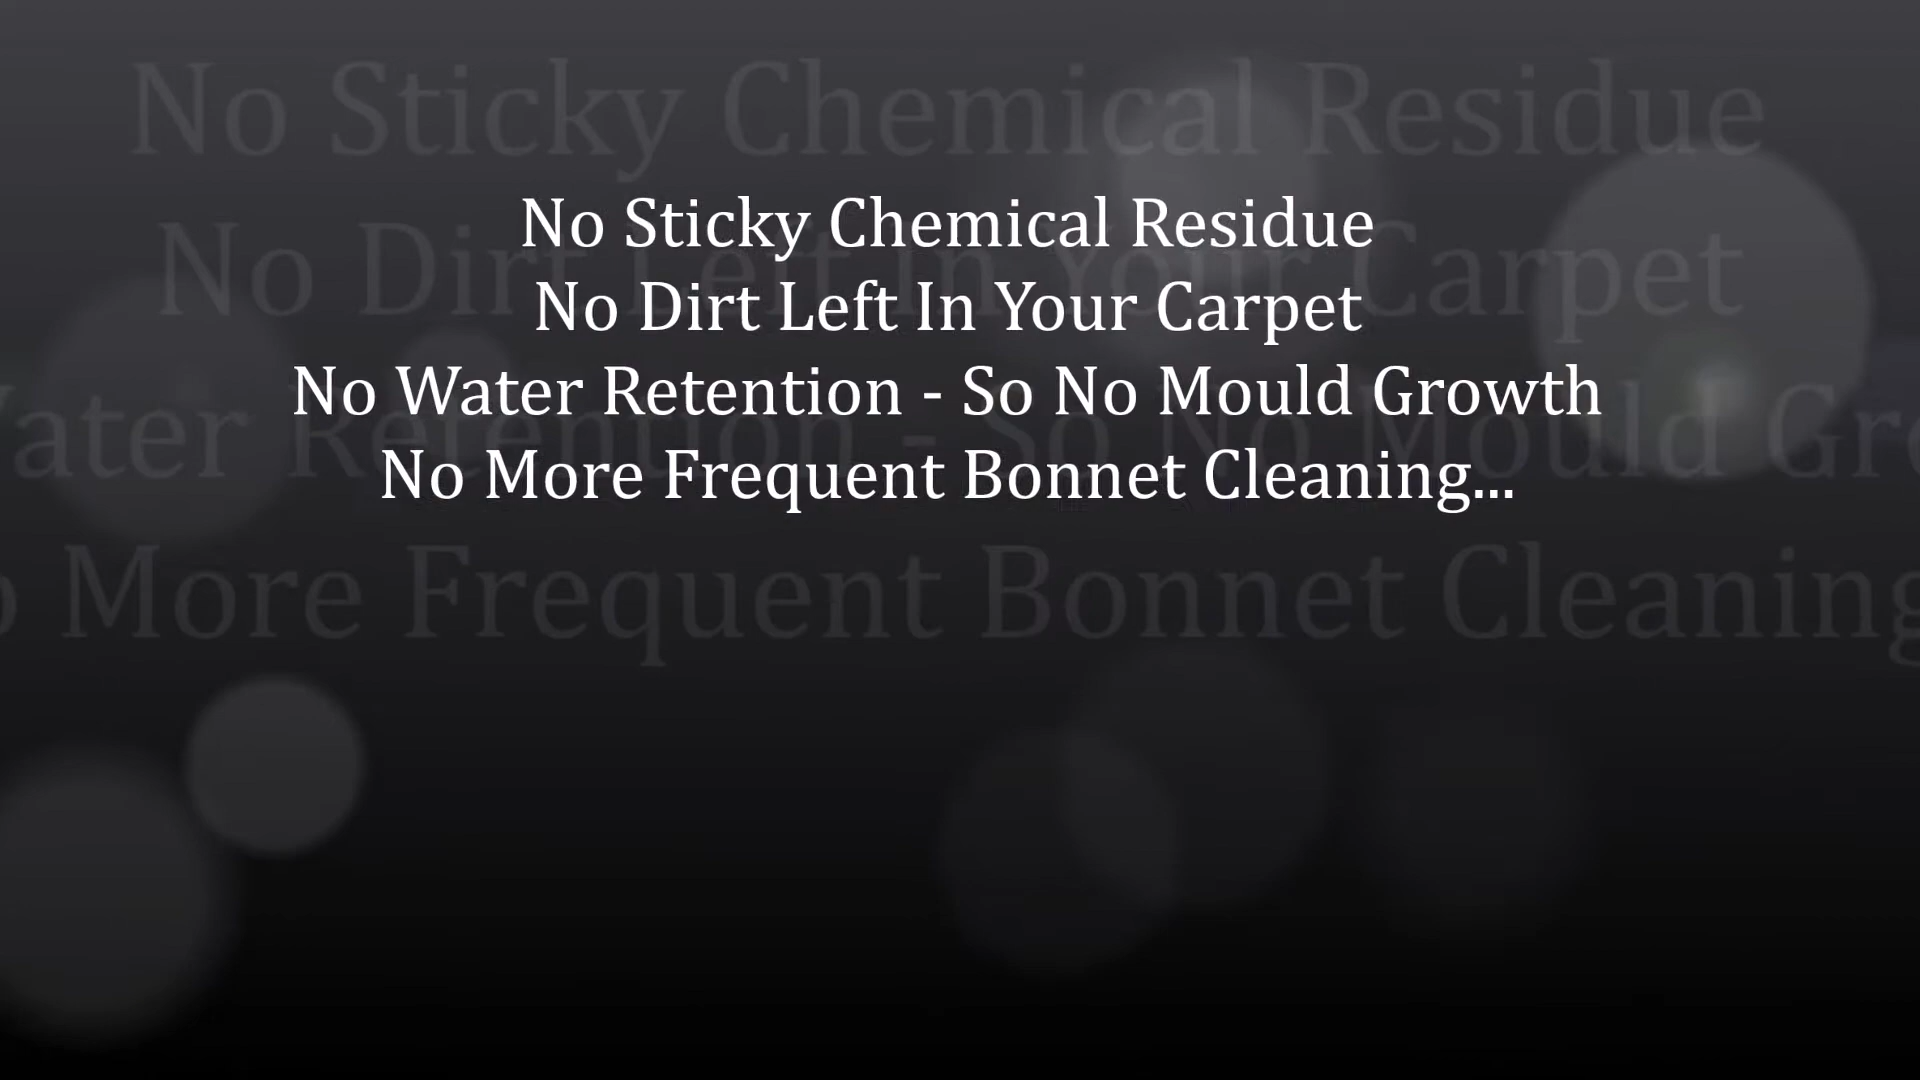 No Sticky Chemical Residue
No Dirt Left In Your Carpet
No Water Retention - So No Mould Growth
No More Frequent Bonnet Cleaning...